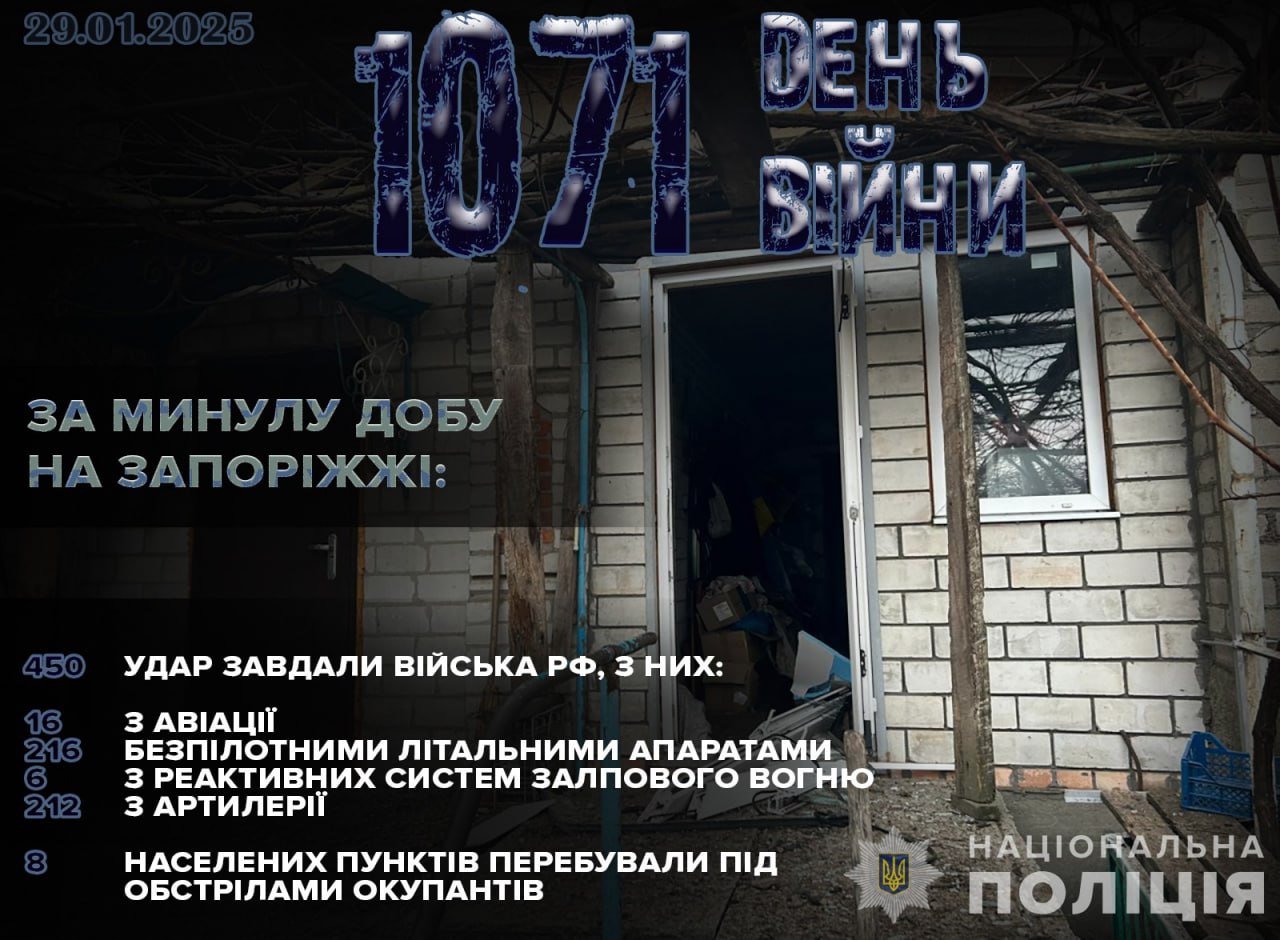 29.01.2025
1071 ДЕНЬ
ВІЙНИ
ЗА МИНУЛУ ДОБУ
НА ЗАПОРІЖЖІ:
450 УДАР ЗАВДАЛИ ВІЙСЬКА РФ, З НИХ:
16 З АВІАЦІЇ
216 БЕЗПІЛОТНИМИ ЛІТАЛЬНИМИ АПАРАТАМИ
6 З РЕАКТИВНИХ СИСТЕМ ЗАЛПОВОГО ВОГНЮ
212 З АРТИЛЕРІЇ
8 НАСЕЛЕНИХ ПУНКТІВ ПЕРЕБУВАЛИ ПІД
ОБСТРІЛАМИ ОКУПАНТІВ
НАЦІОНАЛЬНА
ПОЛІЦІЯ